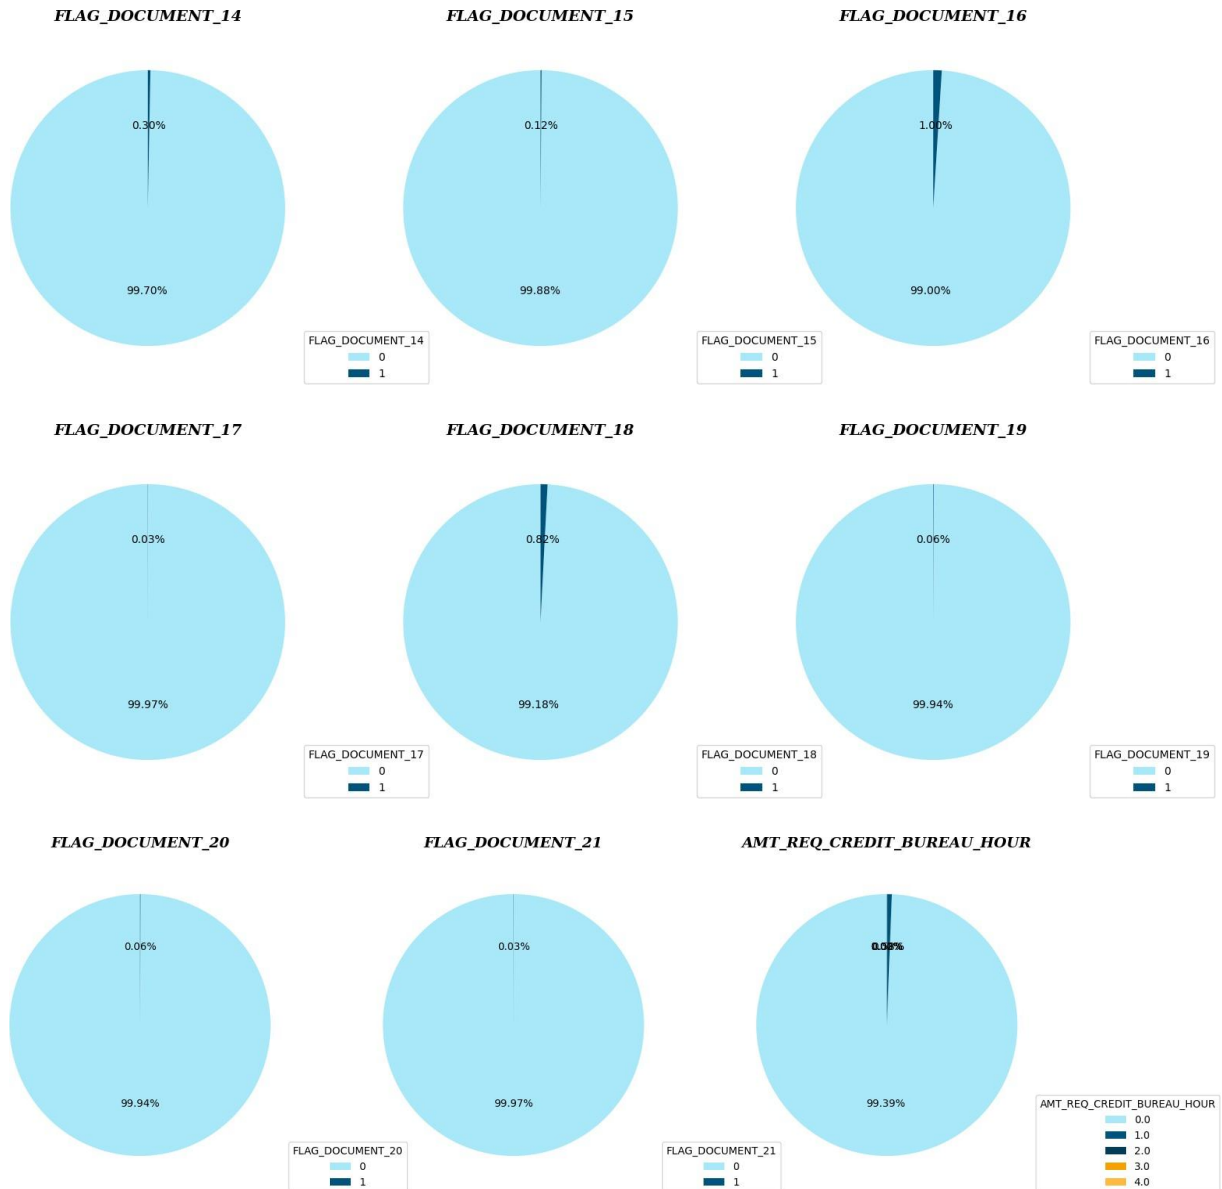 FLAG_DOCUMENT_14
FLAG_DOCUMENT_15
FLAG_DOCUMENT_16
0.30%
0.12%
1.00%
99.70%
99.88%
99.00%
FLAG_DOCUMENT_14
0
1
FLAG_DOCUMENT_15
0
1
FLAG_DOCUMENT_16
0
1
FLAG_DOCUMENT_17
FLAG_DOCUMENT_18
FLAG_DOCUMENT_19
0.03%
0.82%
0.06%
99.97%
99.18%
99.94%
FLAG_DOCUMENT_17
0
1
FLAG_DOCUMENT_18
0
1
FLAG_DOCUMENT_19
0
1
FLAG_DOCUMENT_20
FLAG_DOCUMENT_21
AMT_REQ_CREDIT_BUREAU_HOUR
0.06%
0.03%
99.94%
99.97%
99.39%
FLAG_DOCUMENT_20
0
1
FLAG_DOCUMENT_21
0
1
AMT_REQ_CREDIT_BUREAU_HOUR
0.0
1.0
2.0
3.0
4.0